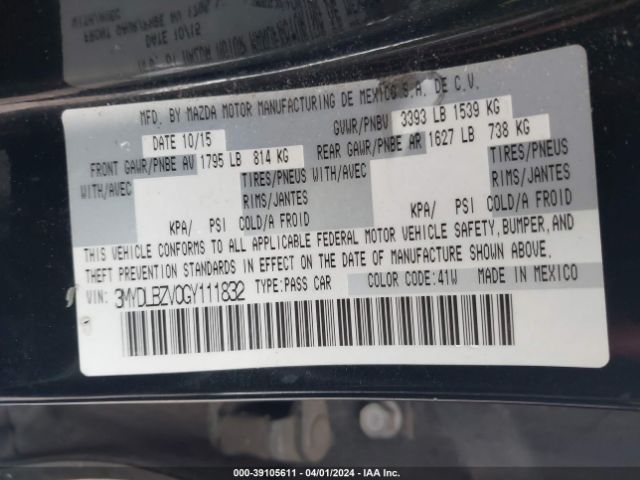 MFD. BY MAZDA MOTOR MANUFACTURING DE MEXICO S.A. DE C.V.
DATE 10/15 GVWR/PNBV 3393 LB 1539 KG
FRONT GAWR/PNBE AV 1795 LB 814 KG REAR GAWR/PNBE AR 1627 LB 738 KG
WITH/AVEC TIRES/PNEUS WITH/AVEC TIRES/PNEUS
RIMS/JANTES RIMS/JANTES
KPA/ PSI COLD/A FROID KPA/ PSI COLD/A FROID
THIS VEHICLE CONFORMS TO ALL APPLICABLE FEDERAL MOTOR VEHICLE SAFETY, BUMPER, AND
THEFT PREVENTION STANDARDS IN EFFECT ON THE DATE OF MANUFACTURE SHOWN ABOVE.
VIN: 3MYDLBZV0GY111832 TYPE:PASS CAR COLOR CODE:41W MADE IN MEXICO
000-39105611 - 04/01/2024 - IAA Inc.